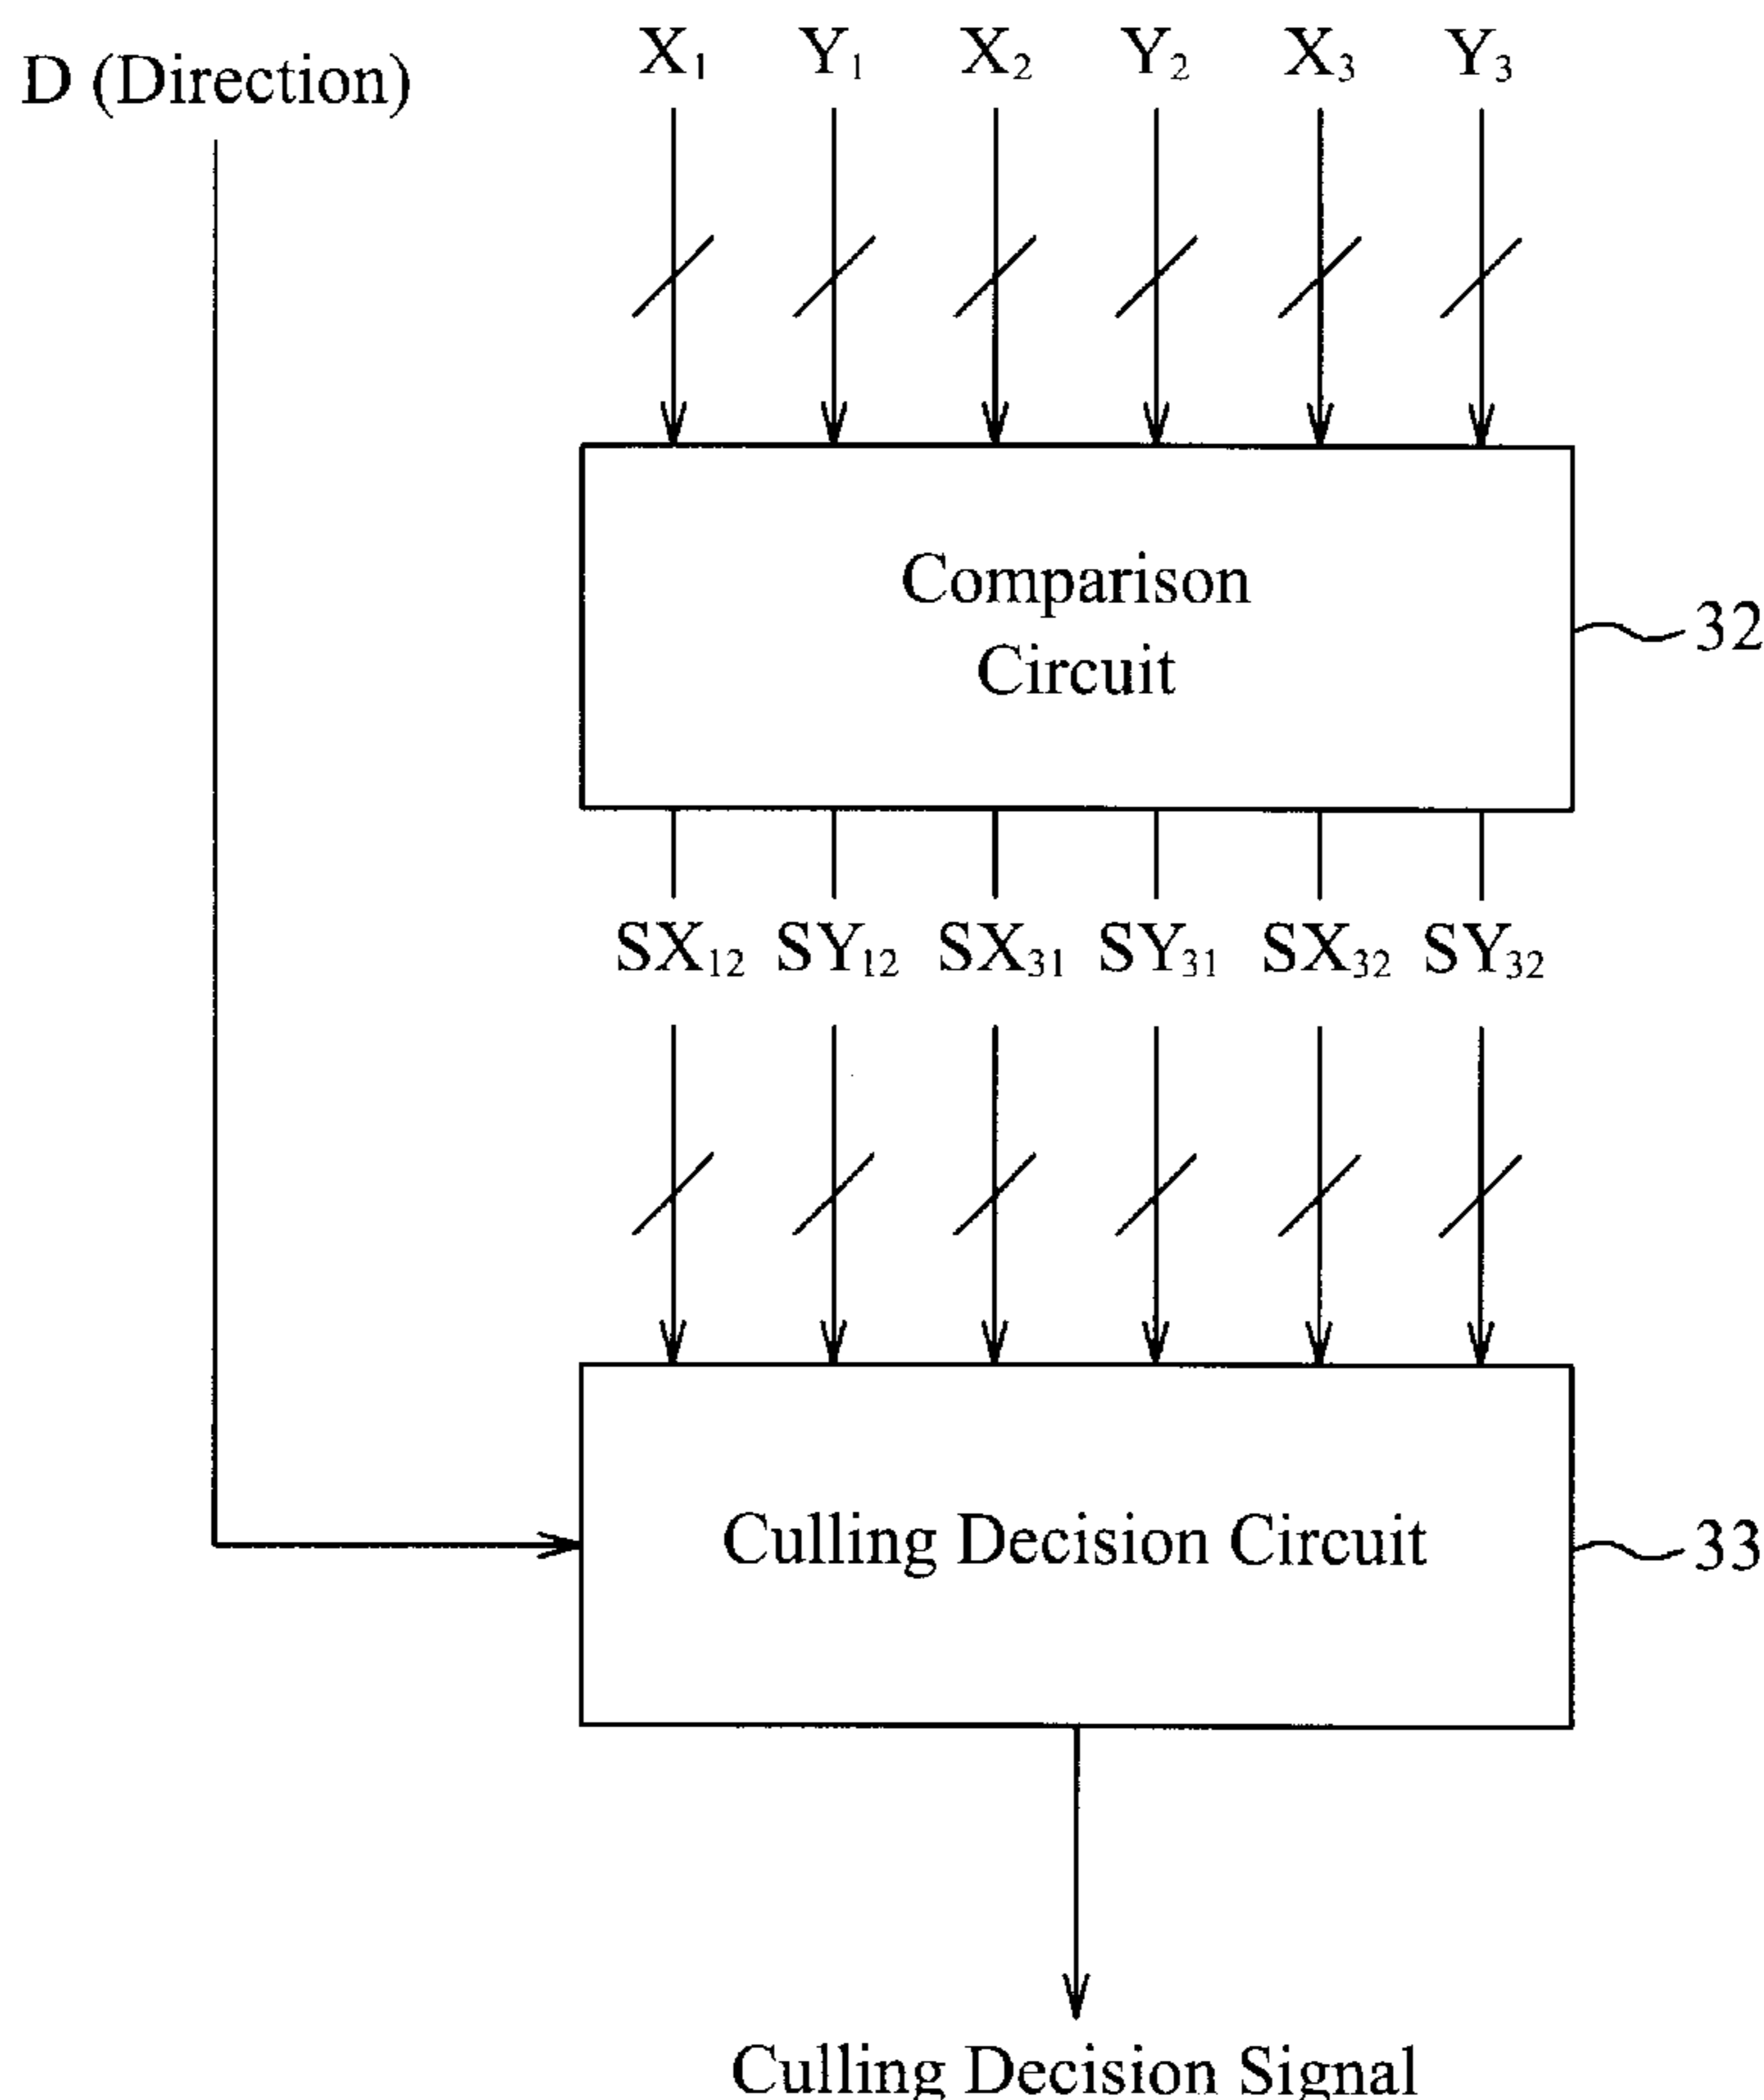 D (Direction)
X₁ Y₁ X₂ Y₂ X₃ Y₃
Comparison
Circuit
32
SX₁₂ SY₁₂ SX₃₁ SY₃₁ SX₃₂ SY₃₂
Culling Decision Circuit
33
Culling Decision Signal